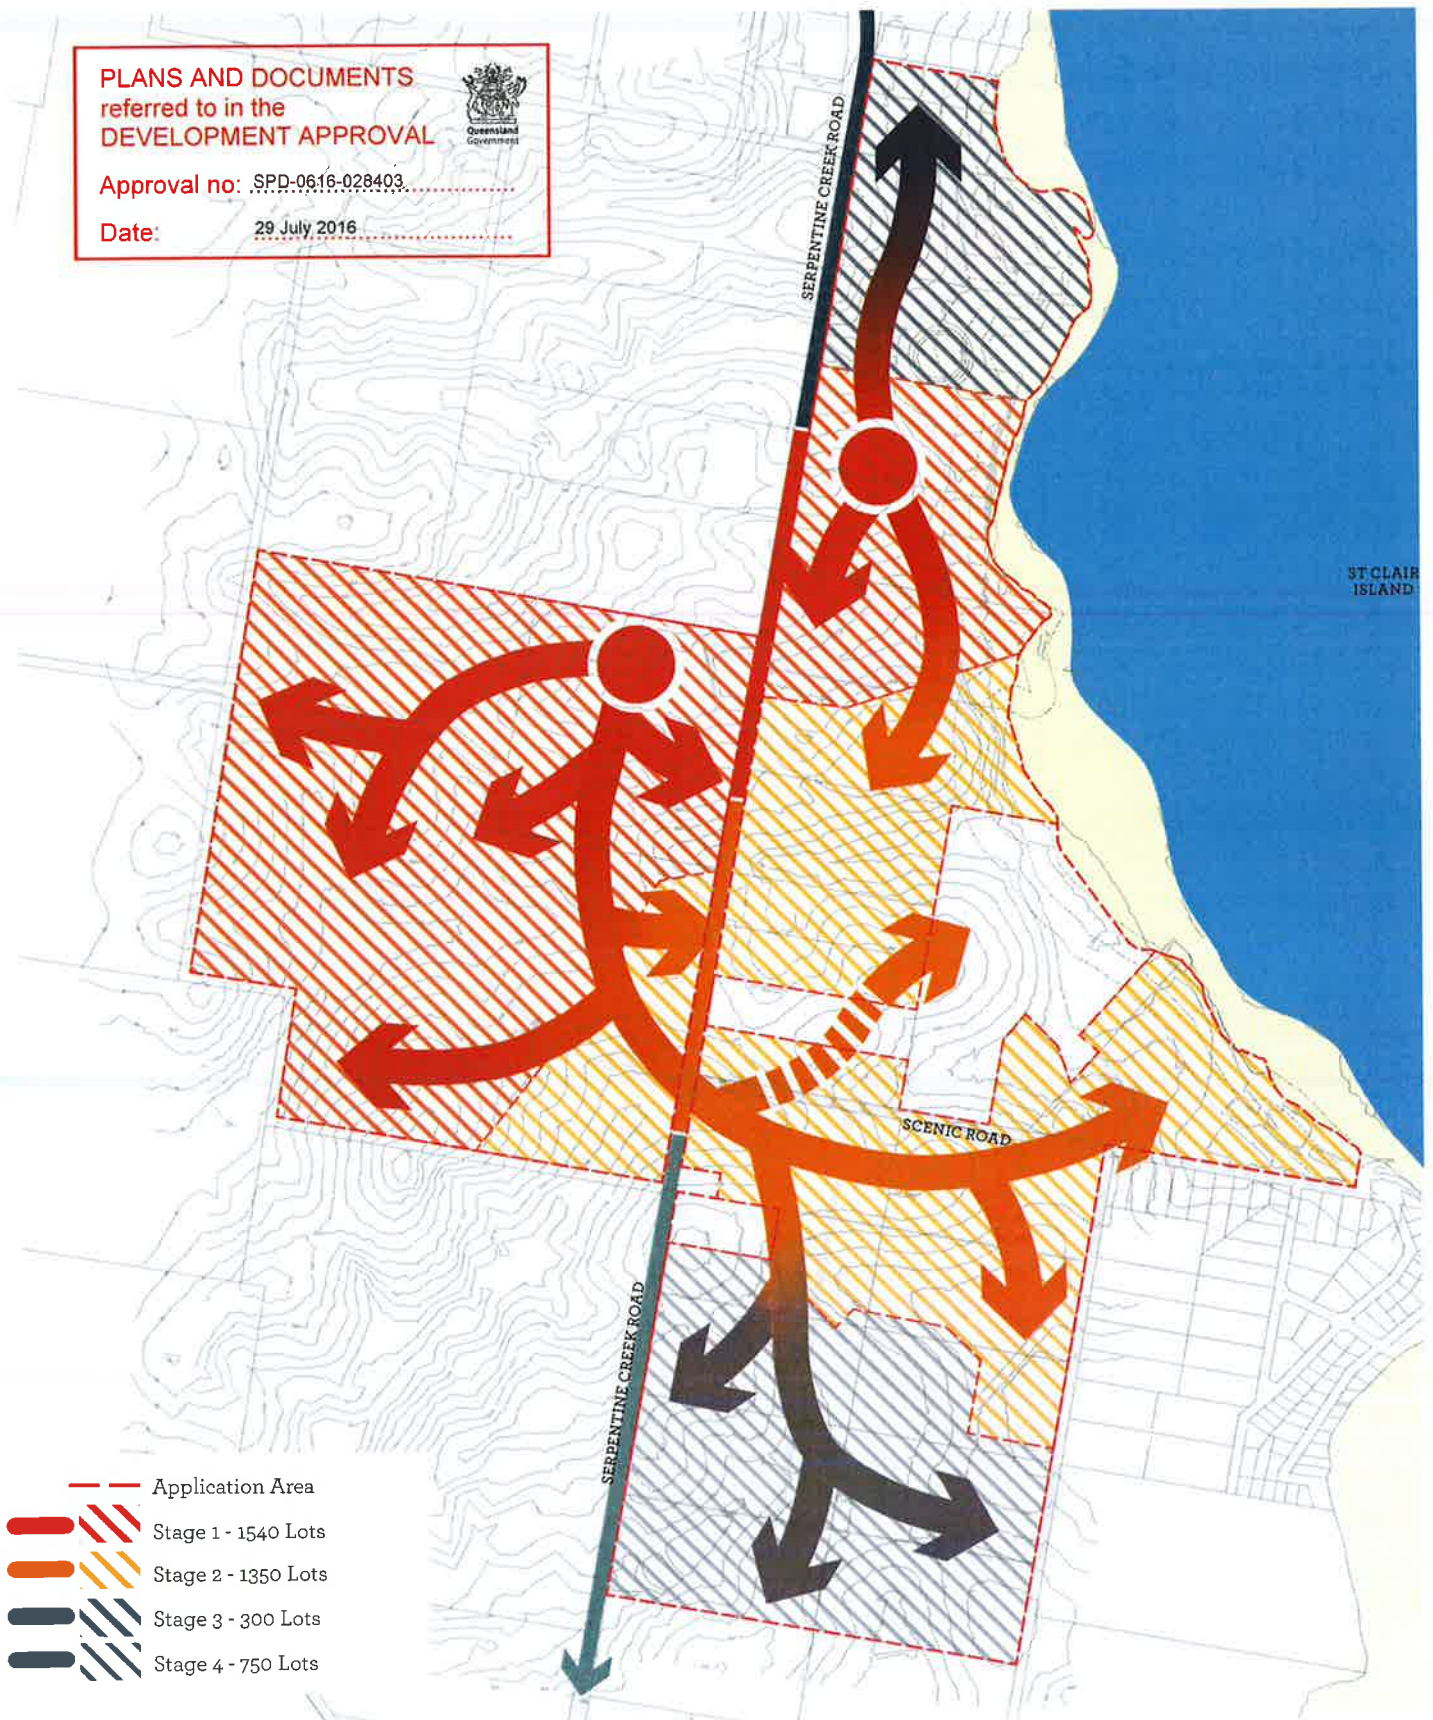 PLANS AND DOCUMENTS
referred to in the
DEVELOPMENT APPROVAL
Queensland
Government
Approval no: SPD-0616-028403
Date: 29 July 2016
SERPENTINE CREEK ROAD
ST CLAIR
ISLAND
SCENIC ROAD
SERPENTINE CREEK ROAD
Application Area
Stage 1 - 1540 Lots
Stage 2 - 1350 Lots
Stage 3 - 300 Lots
Stage 4 - 750 Lots